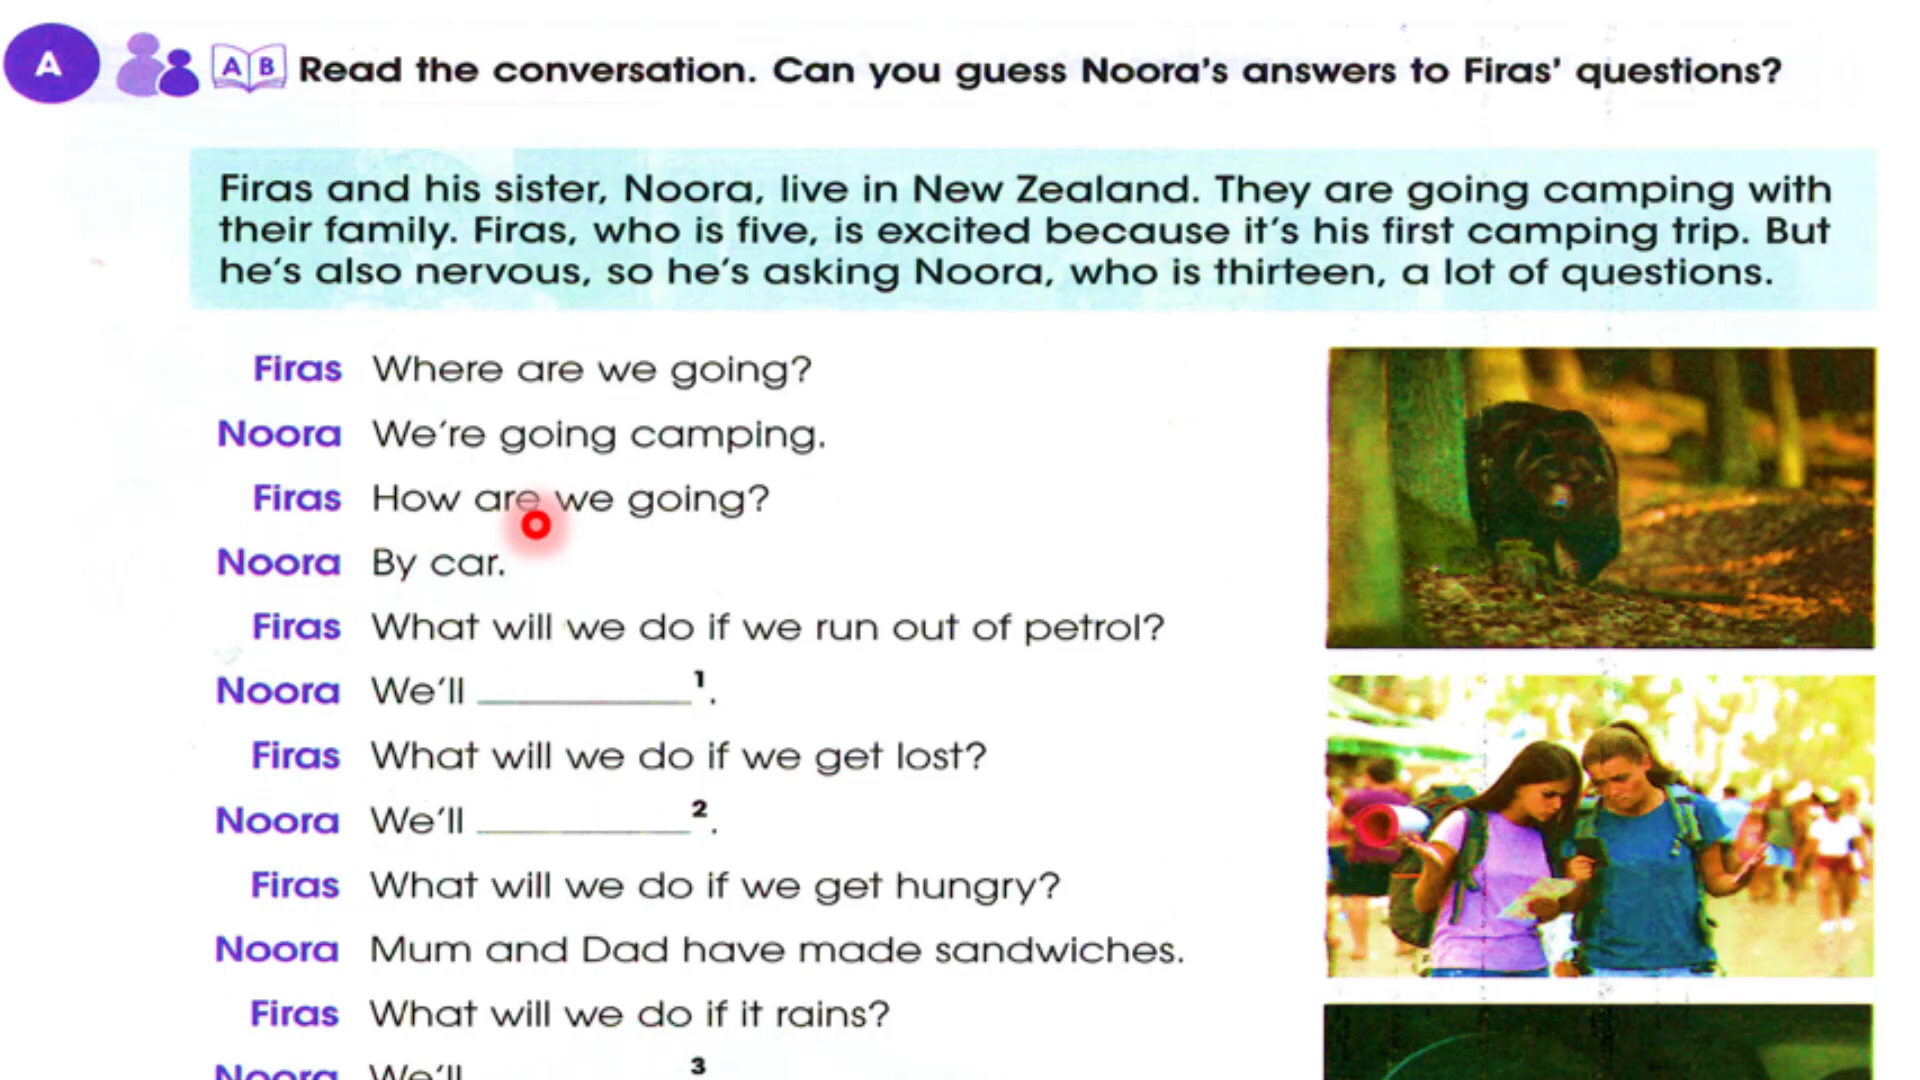 A
A B Read the conversation. Can you guess Noora's answers to Firas' questions?
Firas and his sister, Noora, live in New Zealand. They are going camping with
their family. Firas, who is five, is excited because it's his first camping trip. But
he's also nervous, so he's asking Noora, who is thirteen, a lot of questions.
Firas Where are we going?
Noora We're going camping.
Firas How are we going?
Noora By car.
Firas What will we do if we run out of petrol?
Noora We'll __________ 1.
Firas What will we do if we get lost?
Noora We'll __________ 2.
Firas What will we do if we get hungry?
Noora Mum and Dad have made sandwiches.
Firas What will we do if it rains?
Noora We'll 3